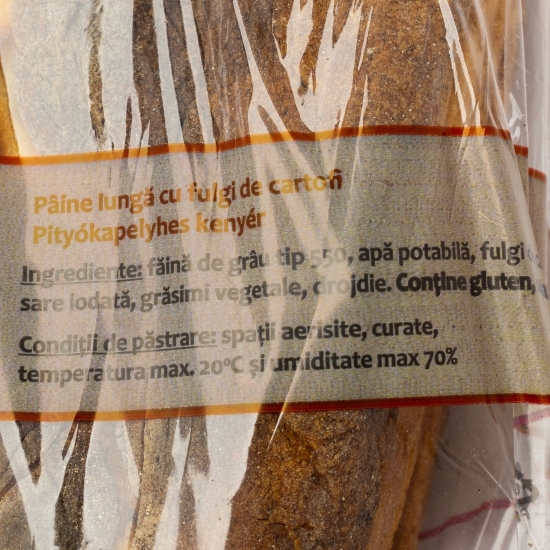 Pâine lungă cu fulgi de cartofi
Pityókapelyhes kenyér
Ingrediente: făină de grâu tip 550, apă potabilă, fulgi
sare iodată, grăsimi vegetale, drojdie. Conține gluten,
Condiții de păstrare: spații aerisite, curate,
temperatura max. 20°C și umiditate max 70%